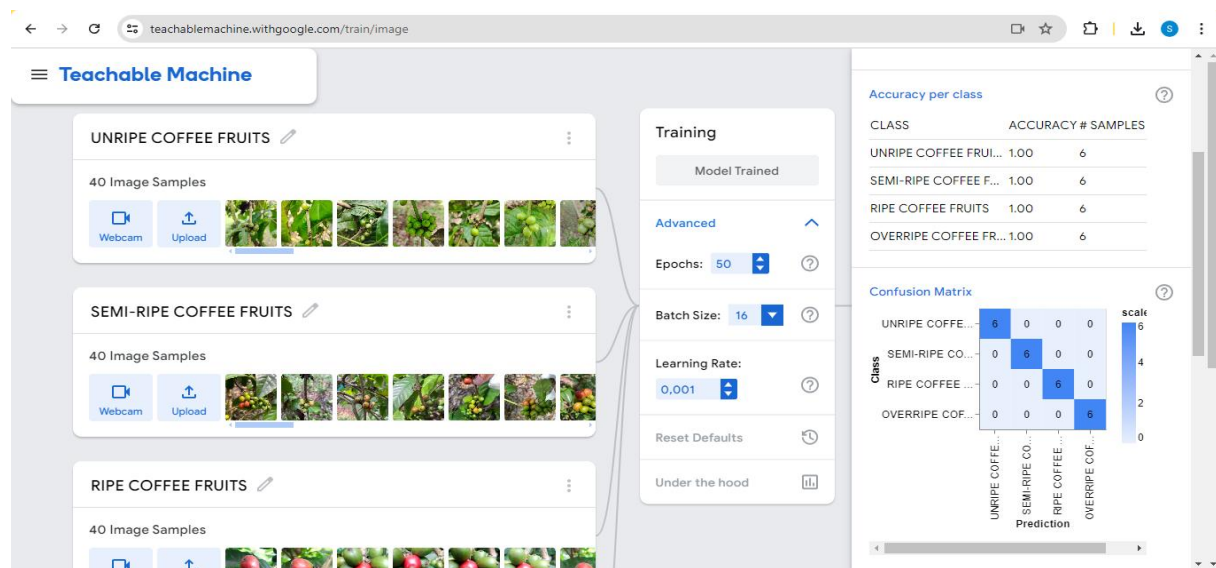 teachablemachine.withgoogle.com/train/image
S
Teachable Machine
UNRIPE COFFEE FRUITS
40 Image Samples
Webcam
Upload
SEMI-RIPE COFFEE FRUITS
40 Image Samples
Webcam
Upload
RIPE COFFEE FRUITS
40 Image Samples
Training
Model Trained
Advanced
Epochs: 50
Batch Size: 16
Learning Rate:
0,001
Reset Defaults
Under the hood
Accuracy per class
CLASS ACCURACY # SAMPLES
UNRIPE COFFEE FRUI... 1.00 6
SEMI-RIPE COFFEE F... 1.00 6
RIPE COFFEE FRUITS 1.00 6
OVERRIPE COFFEE FR... 1.00 6
Confusion Matrix
Class
UNRIPE COFFE... 6 0 0 0
SEMI-RIPE CO... 0 6 0 0
RIPE COFFEE ... 0 0 6 0
OVERRIPE COF... 0 0 0 6
scale
6
4
2
0
UNRIPE COFFE...
SEMI-RIPE CO...
RIPE COFFEE ...
OVERRIPE COF...
Prediction